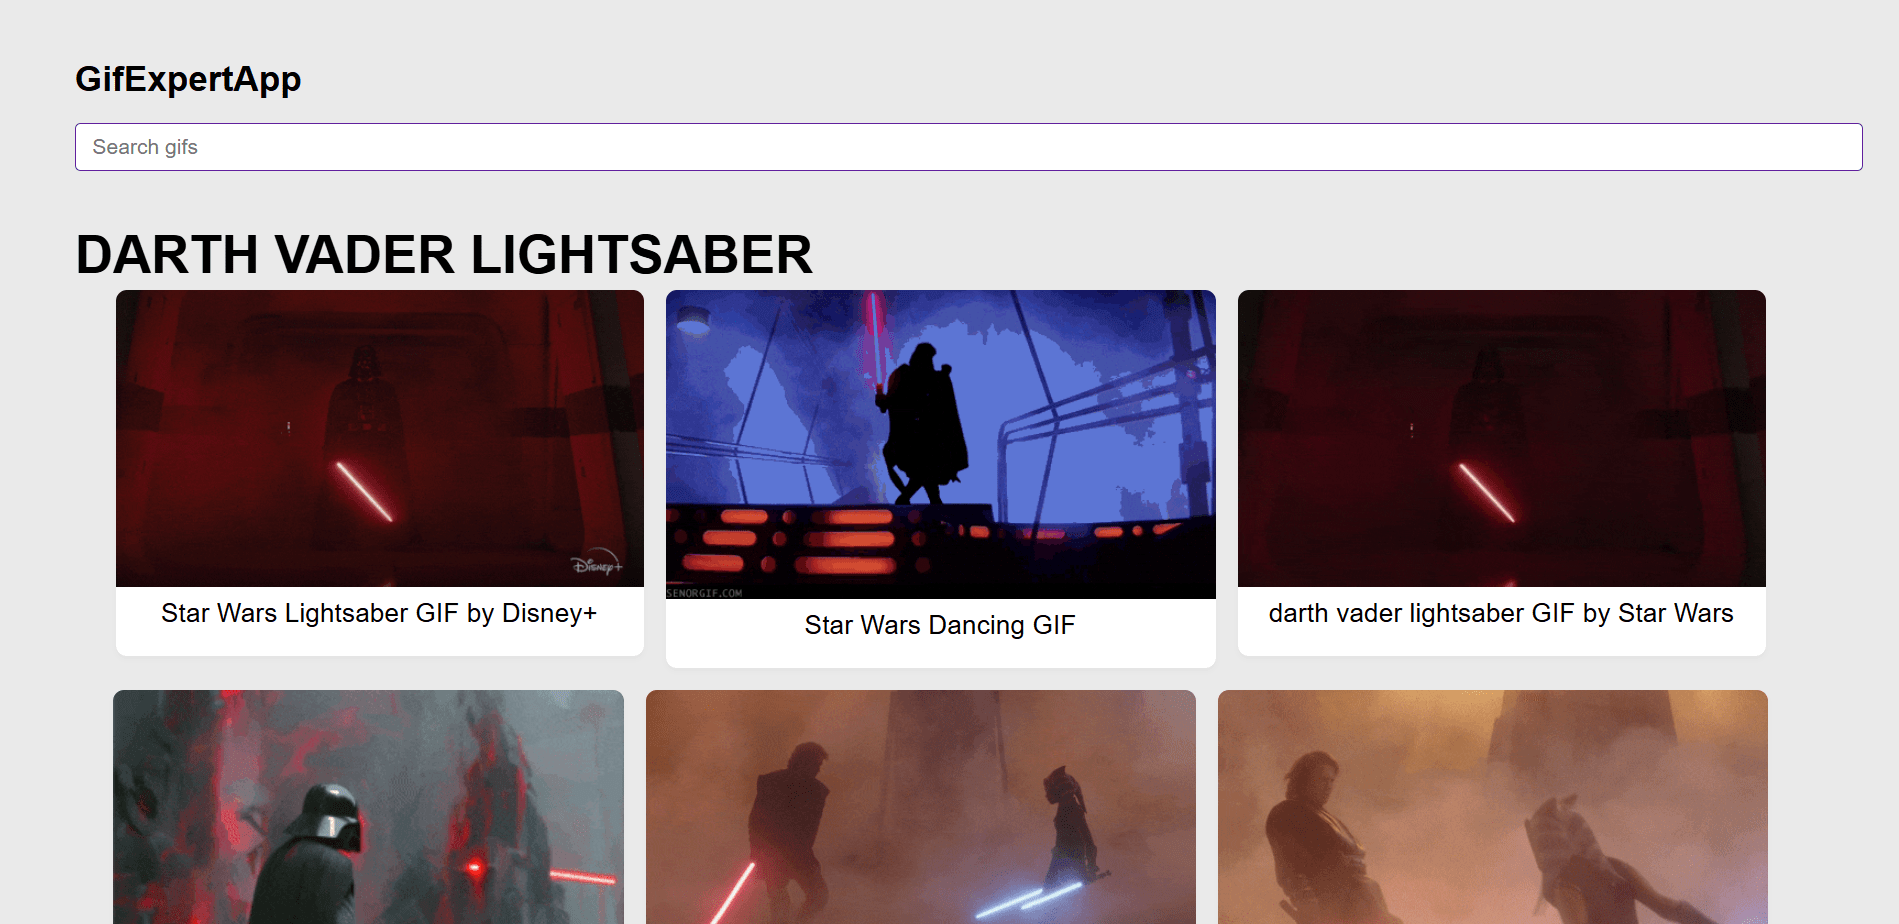 GifExpertApp
Search gifs
DARTH VADER LIGHTSABER
Disney+
SENORGIF.COM
Star Wars Lightsaber GIF by Disney+
Star Wars Dancing GIF
darth vader lightsaber GIF by Star Wars